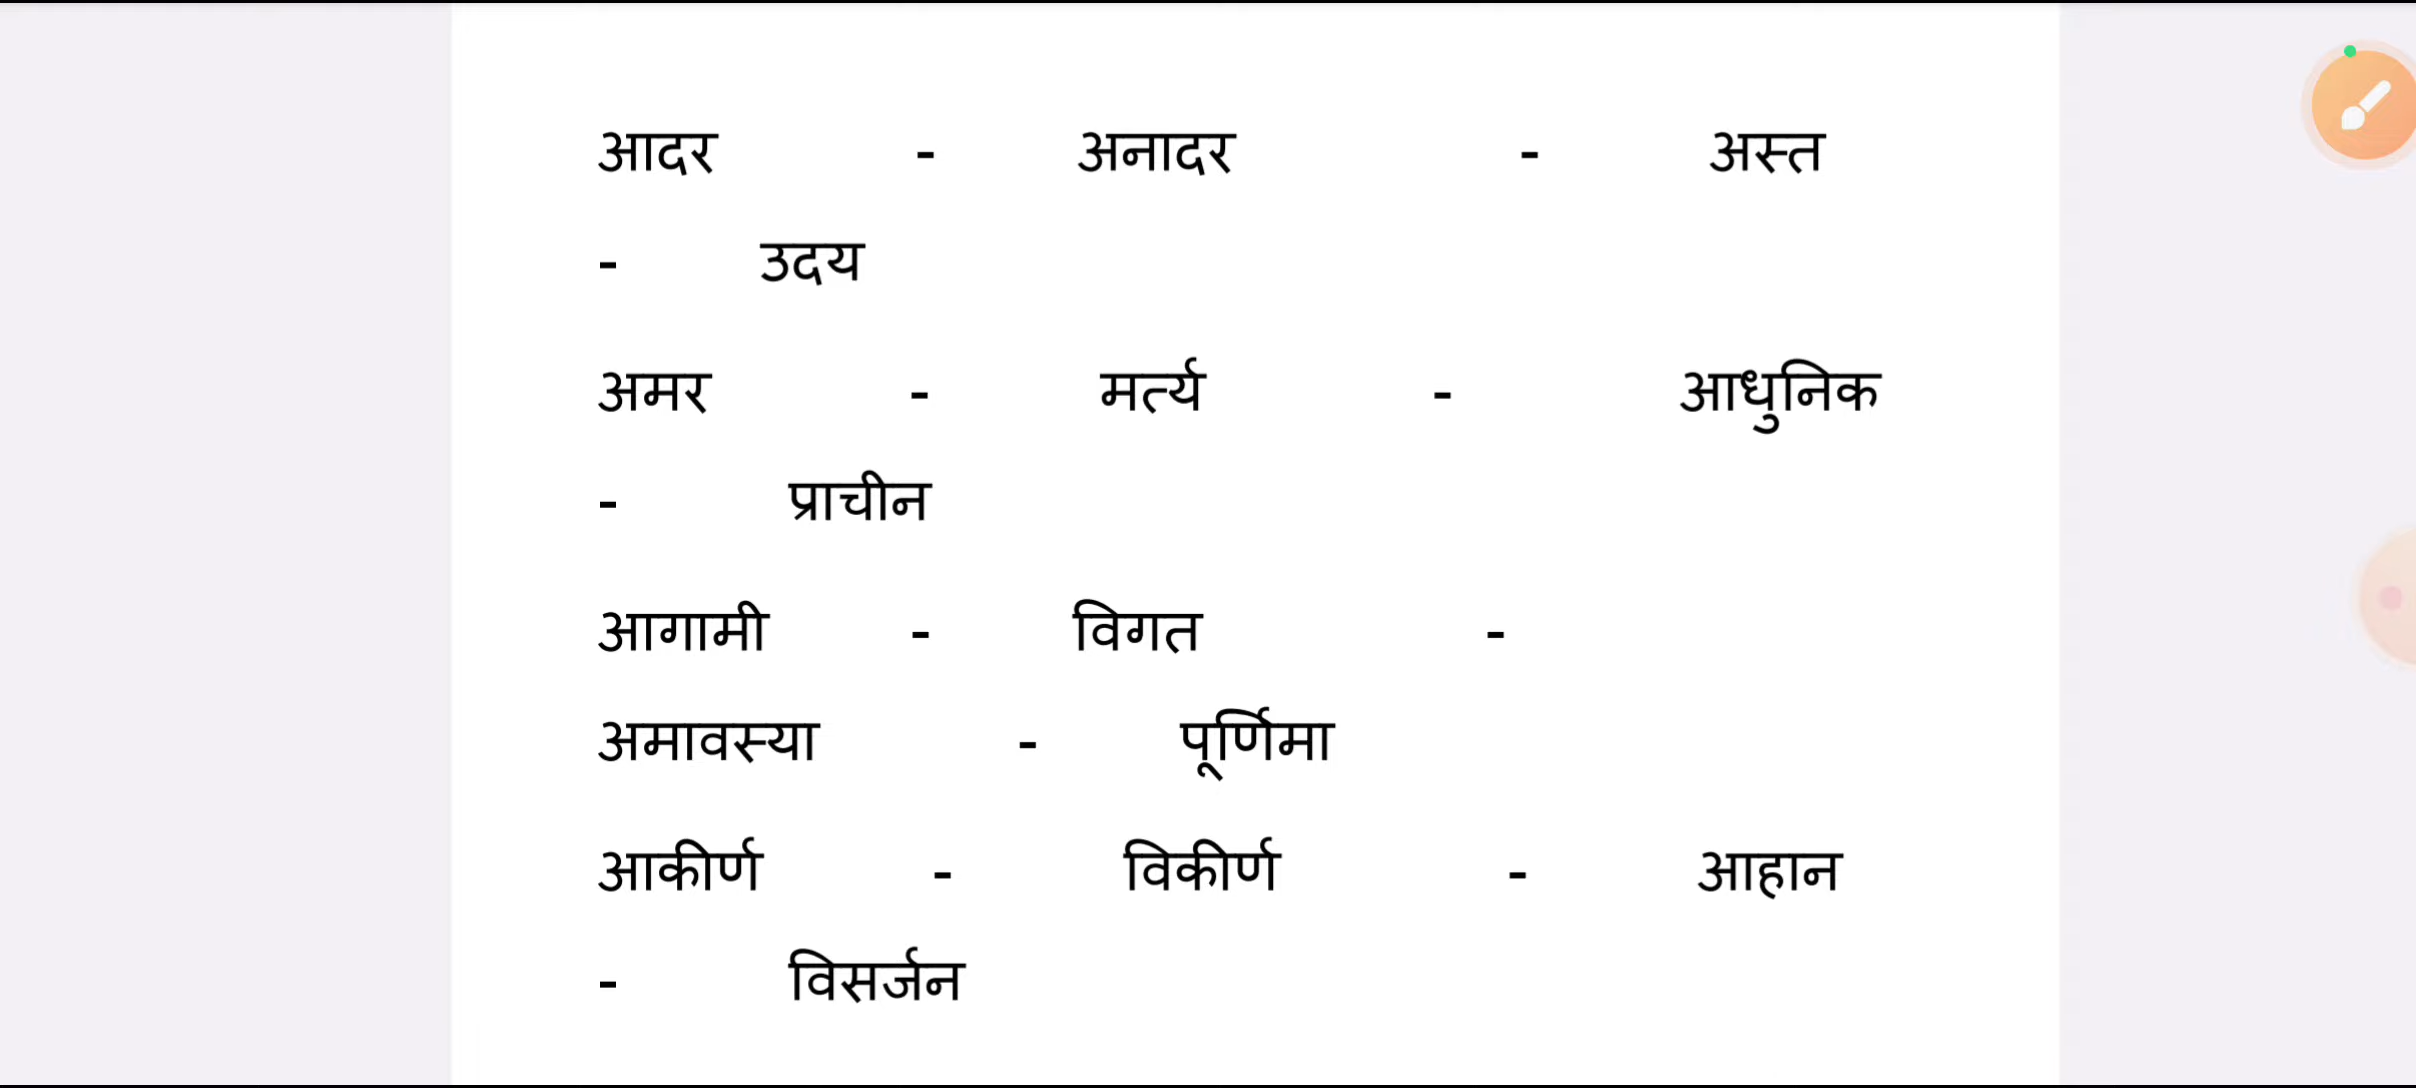 आदर - अनादर - अस्त
- उदय
अमर - मर्त्य - आधुनिक
- प्राचीन
आगामी - विगत -
अमावस्या - पूर्णिमा
आकीर्ण - विकीर्ण - आहान
- विसर्जन